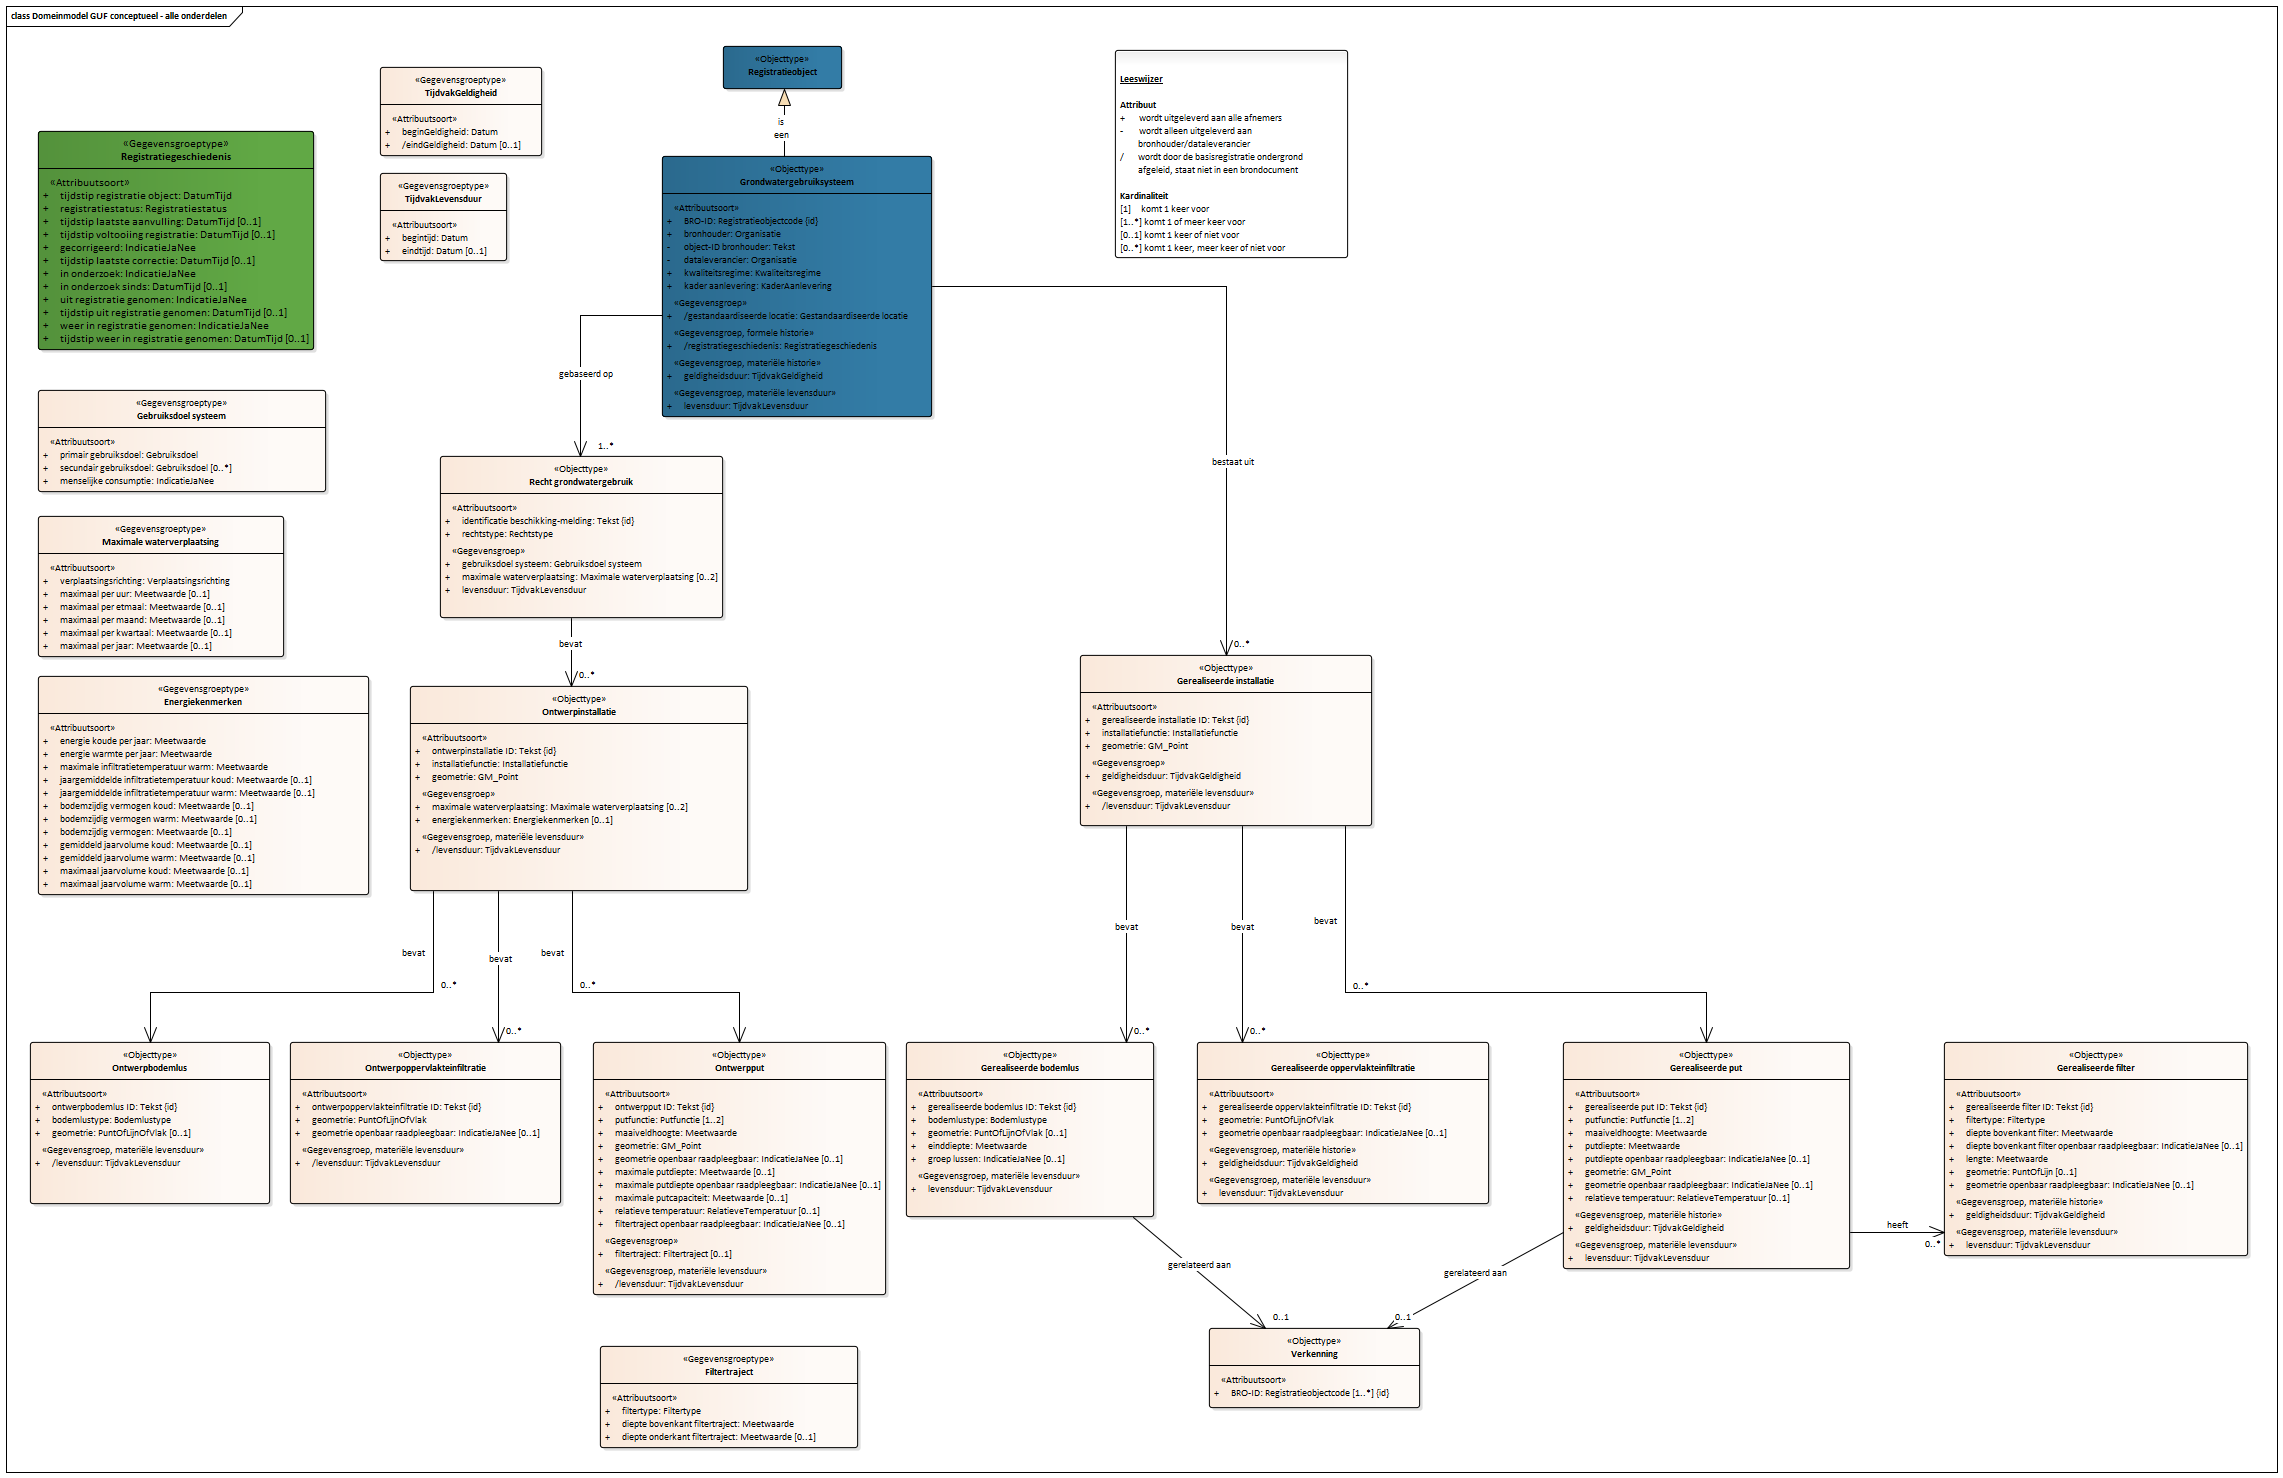 class Domeinmodel GUF conceptueel - alle onderdelen
«Objecttype»
Registratieobject
is
een
Leeswijzer
Attribuut
+ wordt uitgeleverd aan alle afnemers
- wordt alleen uitgeleverd aan
bronhouder/dataleverancier
/ wordt door de basisregistratie ondergrond
afgeleid, staat niet in een brondocument
Kardinaliteit
[1] komt 1 keer voor
[1..*] komt 1 of meer keer voor
[0..1] komt 1 keer of niet voor
[0..*] komt 1 keer, meer keer of niet voor
«Gegevensgroeptype»
TijdvakGeldigheid
«Attribuutsoort»
+ beginGeldigheid: Datum
+ /eindGeldigheid: Datum [0..1]
«Gegevensgroeptype»
TijdvakLevensduur
«Attribuutsoort»
+ begintijd: Datum
+ eindtijd: Datum [0..1]
«Gegevensgroeptype»
Registratiegeschiedenis
«Attribuutsoort»
+ tijdstip registratie object: DatumTijd
+ registratiestatus: Registratiestatus
+ tijdstip laatste aanvulling: DatumTijd [0..1]
+ tijdstip voltooiing registratie: DatumTijd [0..1]
+ gecorrigeerd: IndicatieJaNee
+ tijdstip laatste correctie: DatumTijd [0..1]
+ in onderzoek: IndicatieJaNee
+ in onderzoek sinds: DatumTijd [0..1]
+ uit registratie genomen: IndicatieJaNee
+ tijdstip uit registratie genomen: DatumTijd [0..1]
+ weer in registratie genomen: IndicatieJaNee
+ tijdstip weer in registratie genomen: DatumTijd [0..1]
«Objecttype»
Grondwatergebruiksysteem
«Attribuutsoort»
+ BRO-ID: Registratieobjectcode {id}
+ bronhouder: Organisatie
- object-ID bronhouder: Tekst
- dataleverancier: Organisatie
+ kwaliteitsregime: Kwaliteitsregime
+ kader aanlevering: KaderAanlevering
«Gegevensgroep»
+ /gestandaardiseerde locatie: Gestandaardiseerde locatie
«Gegevensgroep, formele historie»
+ /registratiegeschiedenis: Registratiegeschiedenis
«Gegevensgroep, materiële historie»
+ geldigheidsduur: TijdvakGeldigheid
«Gegevensgroep, materiële levensduur»
+ levensduur: TijdvakLevensduur
gebaseerd op
1..*
bestaat uit
0..*
«Gegevensgroeptype»
Gebruiksdoel systeem
«Attribuutsoort»
+ primair gebruiksdoel: Gebruiksdoel
+ secundair gebruiksdoel: Gebruiksdoel [0..*]
+ menselijke consumptie: IndicatieJaNee
«Gegevensgroeptype»
Maximale waterverplaatsing
«Attribuutsoort»
+ verplaatsingsrichting: Verplaatsingsrichting
+ maximaal per uur: Meetwaarde [0..1]
+ maximaal per etmaal: Meetwaarde [0..1]
+ maximaal per maand: Meetwaarde [0..1]
+ maximaal per kwartaal: Meetwaarde [0..1]
+ maximaal per jaar: Meetwaarde [0..1]
«Objecttype»
Recht grondwatergebruik
«Attribuutsoort»
+ identificatie beschikking-melding: Tekst {id}
+ rechtstype: Rechtstype
«Gegevensgroep»
+ gebruiksdoel systeem: Gebruiksdoel systeem
+ maximale waterverplaatsing: Maximale waterverplaatsing [0..2]
+ levensduur: TijdvakLevensduur
bevat
0..*
«Gegevensgroeptype»
Energiekenmerken
«Attribuutsoort»
+ energie koude per jaar: Meetwaarde
+ energie warmte per jaar: Meetwaarde
+ maximale infiltratietemperatuur warm: Meetwaarde
+ jaargemiddelde infiltratietemperatuur koud: Meetwaarde [0..1]
+ jaargemiddelde infiltratietemperatuur warm: Meetwaarde [0..1]
+ bodemzijdig vermogen koud: Meetwaarde [0..1]
+ bodemzijdig vermogen warm: Meetwaarde [0..1]
+ bodemzijdig vermogen: Meetwaarde [0..1]
+ gemiddeld jaarvolume koud: Meetwaarde [0..1]
+ gemiddeld jaarvolume warm: Meetwaarde [0..1]
+ maximaal jaarvolume koud: Meetwaarde [0..1]
+ maximaal jaarvolume warm: Meetwaarde [0..1]
«Objecttype»
Ontwerpinstallatie
«Attribuutsoort»
+ ontwerpinstallatie ID: Tekst {id}
+ installatiefunctie: Installatiefunctie
+ geometrie: GM_Point
«Gegevensgroep»
+ maximale waterverplaatsing: Maximale waterverplaatsing [0..2]
+ energiekenmerken: Energiekenmerken [0..1]
«Gegevensgroep, materiële levensduur»
+ /levensduur: TijdvakLevensduur
«Objecttype»
Gerealiseerde installatie
«Attribuutsoort»
+ gerealiseerde installatie ID: Tekst {id}
+ installatiefunctie: Installatiefunctie
+ geometrie: GM_Point
«Gegevensgroep»
+ geldigheidsduur: TijdvakGeldigheid
«Gegevensgroep, materiële levensduur»
+ /levensduur: TijdvakLevensduur
bevat
0..*
bevat
0..*
bevat
0..*
bevat
0..*
bevat
0..*
bevat
0..*
«Objecttype»
Ontwerpbodemlus
«Attribuutsoort»
+ ontwerpbodemlus ID: Tekst {id}
+ bodemlustype: Bodemlustype
+ geometrie: PuntOfLijnOfVlak [0..1]
«Gegevensgroep, materiële levensduur»
+ /levensduur: TijdvakLevensduur
«Objecttype»
Ontwerpoppervlakteinfiltratie
«Attribuutsoort»
+ ontwerpoppervlakteinfiltratie ID: Tekst {id}
+ geometrie: PuntOfLijnOfVlak
+ geometrie openbaar raadpleegbaar: IndicatieJaNee [0..1]
«Gegevensgroep, materiële levensduur»
+ /levensduur: TijdvakLevensduur
«Objecttype»
Ontwerpput
«Attribuutsoort»
+ ontwerpput ID: Tekst {id}
+ putfunctie: Putfunctie [1..2]
+ maaiveldhoogte: Meetwaarde
+ geometrie: GM_Point
+ geometrie openbaar raadpleegbaar: IndicatieJaNee [0..1]
+ maximale putdiepte: Meetwaarde [0..1]
+ maximale putdiepte openbaar raadpleegbaar: IndicatieJaNee [0..1]
+ maximale putcapaciteit: Meetwaarde [0..1]
+ relatieve temperatuur: RelatieveTemperatuur [0..1]
+ filtertraject openbaar raadpleegbaar: IndicatieJaNee [0..1]
«Gegevensgroep»
+ filtertraject: Filtertraject [0..1]
«Gegevensgroep, materiële levensduur»
+ /levensduur: TijdvakLevensduur
«Objecttype»
Gerealiseerde bodemlus
«Attribuutsoort»
+ gerealiseerde bodemlus ID: Tekst {id}
+ bodemlustype: Bodemlustype
+ geometrie: PuntOfLijnOfVlak [0..1]
+ einddiepte: Meetwaarde
+ groep lussen: IndicatieJaNee [0..1]
«Gegevensgroep, materiële levensduur»
+ levensduur: TijdvakLevensduur
«Objecttype»
Gerealiseerde oppervlakteinfiltratie
«Attribuutsoort»
+ gerealiseerde oppervlakteinfiltratie ID: Tekst {id}
+ geometrie: PuntOfLijnOfVlak
+ geometrie openbaar raadpleegbaar: IndicatieJaNee [0..1]
«Gegevensgroep, materiële historie»
+ geldigheidsduur: TijdvakGeldigheid
«Gegevensgroep, materiële levensduur»
+ levensduur: TijdvakLevensduur
«Objecttype»
Gerealiseerde put
«Attribuutsoort»
+ gerealiseerde put ID: Tekst {id}
+ putfunctie: Putfunctie [1..2]
+ maaiveldhoogte: Meetwaarde
+ putdiepte: Meetwaarde
+ putdiepte openbaar raadpleegbaar: IndicatieJaNee [0..1]
+ geometrie: GM_Point
+ geometrie openbaar raadpleegbaar: IndicatieJaNee [0..1]
+ relatieve temperatuur: RelatieveTemperatuur [0..1]
«Gegevensgroep, materiële historie»
+ geldigheidsduur: TijdvakGeldigheid
«Gegevensgroep, materiële levensduur»
+ levensduur: TijdvakLevensduur
heeft
0..*
«Objecttype»
Gerealiseerde filter
«Attribuutsoort»
+ gerealiseerde filter ID: Tekst {id}
+ filtertype: Filtertype
+ diepte bovenkant filter: Meetwaarde
+ diepte bovenkant filter openbaar raadpleegbaar: IndicatieJaNee [0..1]
+ lengte: Meetwaarde
+ geometrie: PuntOfLijn [0..1]
+ geometrie openbaar raadpleegbaar: IndicatieJaNee [0..1]
«Gegevensgroep, materiële historie»
+ geldigheidsduur: TijdvakGeldigheid
«Gegevensgroep, materiële levensduur»
+ levensduur: TijdvakLevensduur
gerelateerd aan
0..1
gerelateerd aan
0..1
«Objecttype»
Verkenning
«Attribuutsoort»
+ BRO-ID: Registratieobjectcode [1..*] {id}
«Gegevensgroeptype»
Filtertraject
«Attribuutsoort»
+ filtertype: Filtertype
+ diepte bovenkant filtertraject: Meetwaarde
+ diepte onderkant filtertraject: Meetwaarde [0..1]